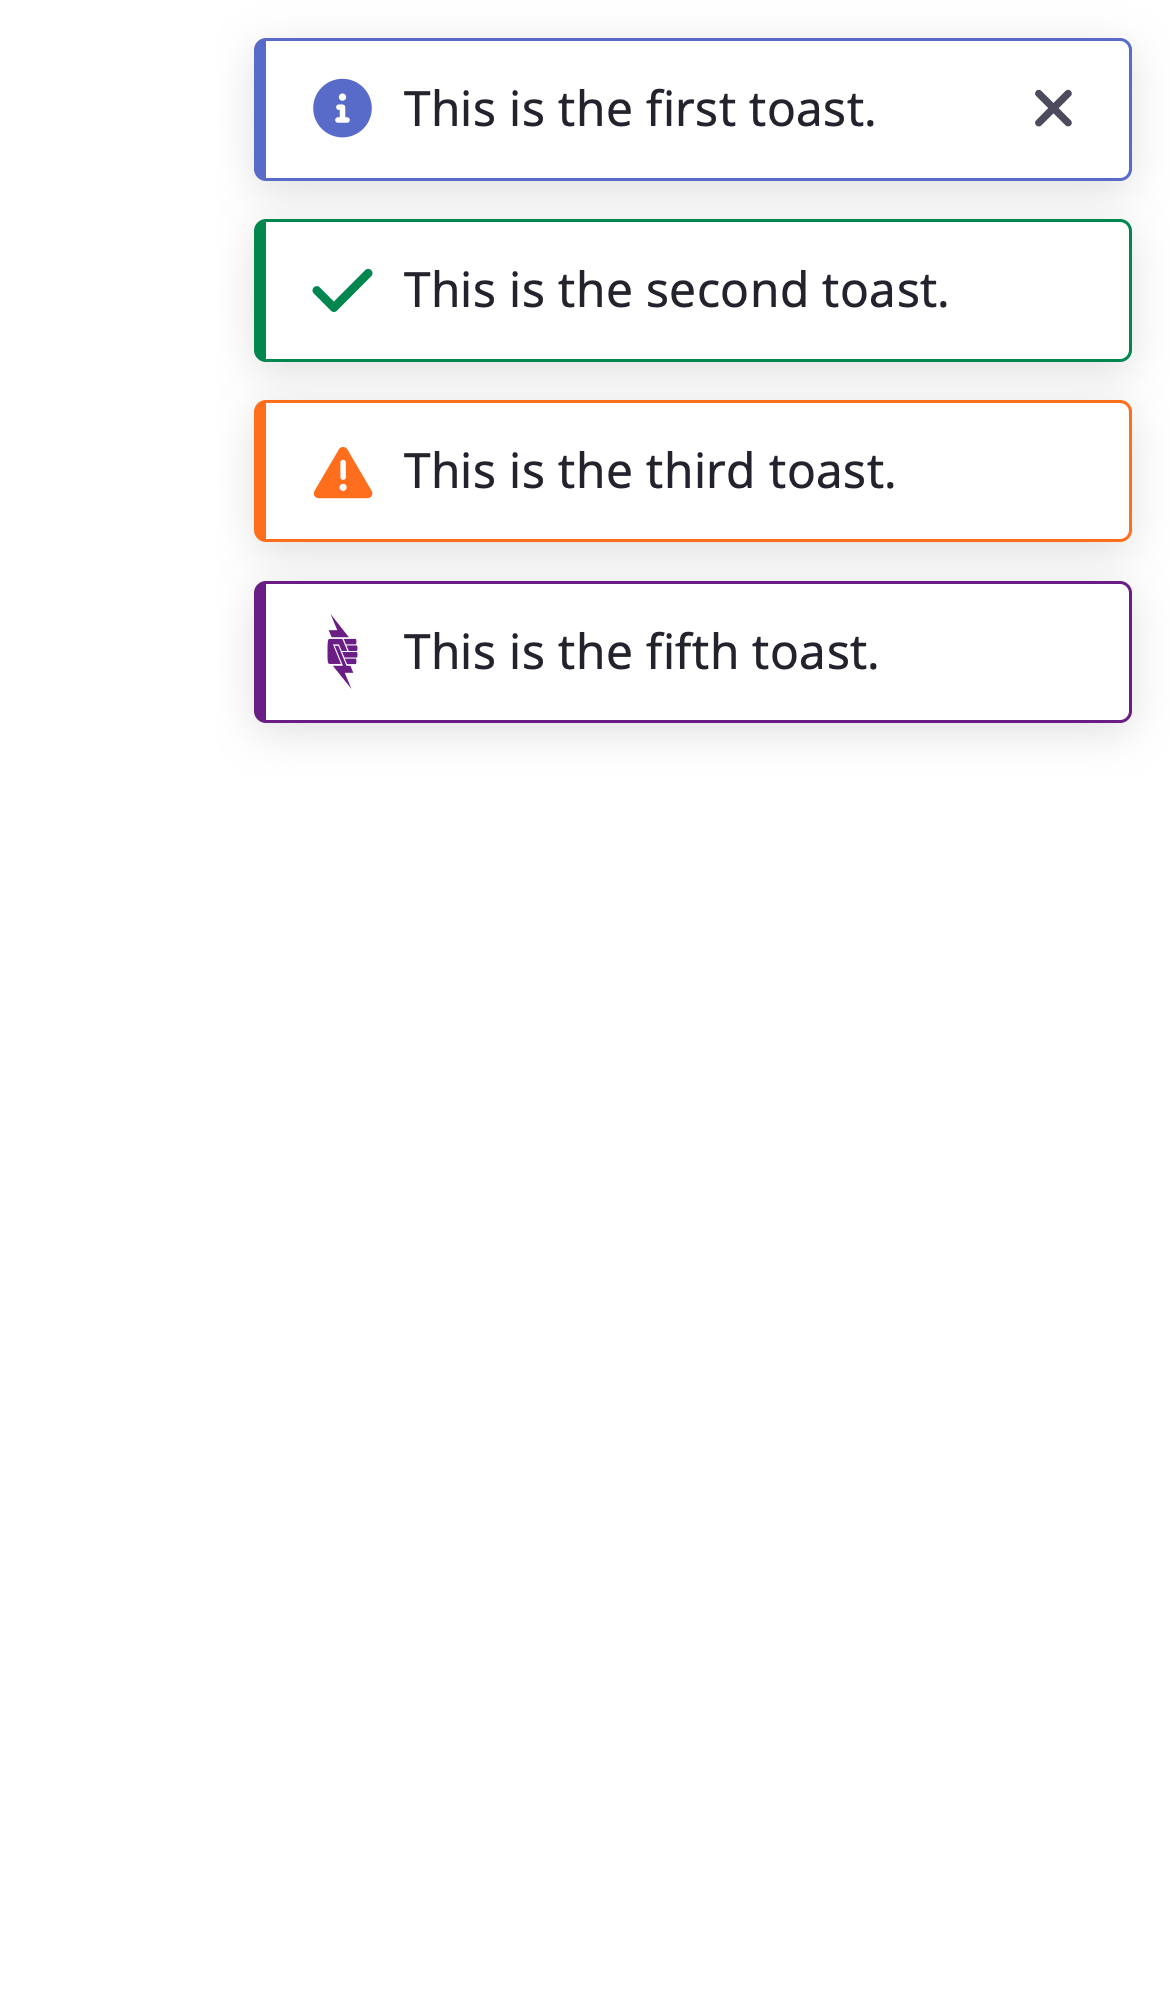 This is the first toast.
This is the second toast.
This is the third toast.
This is the fifth toast.